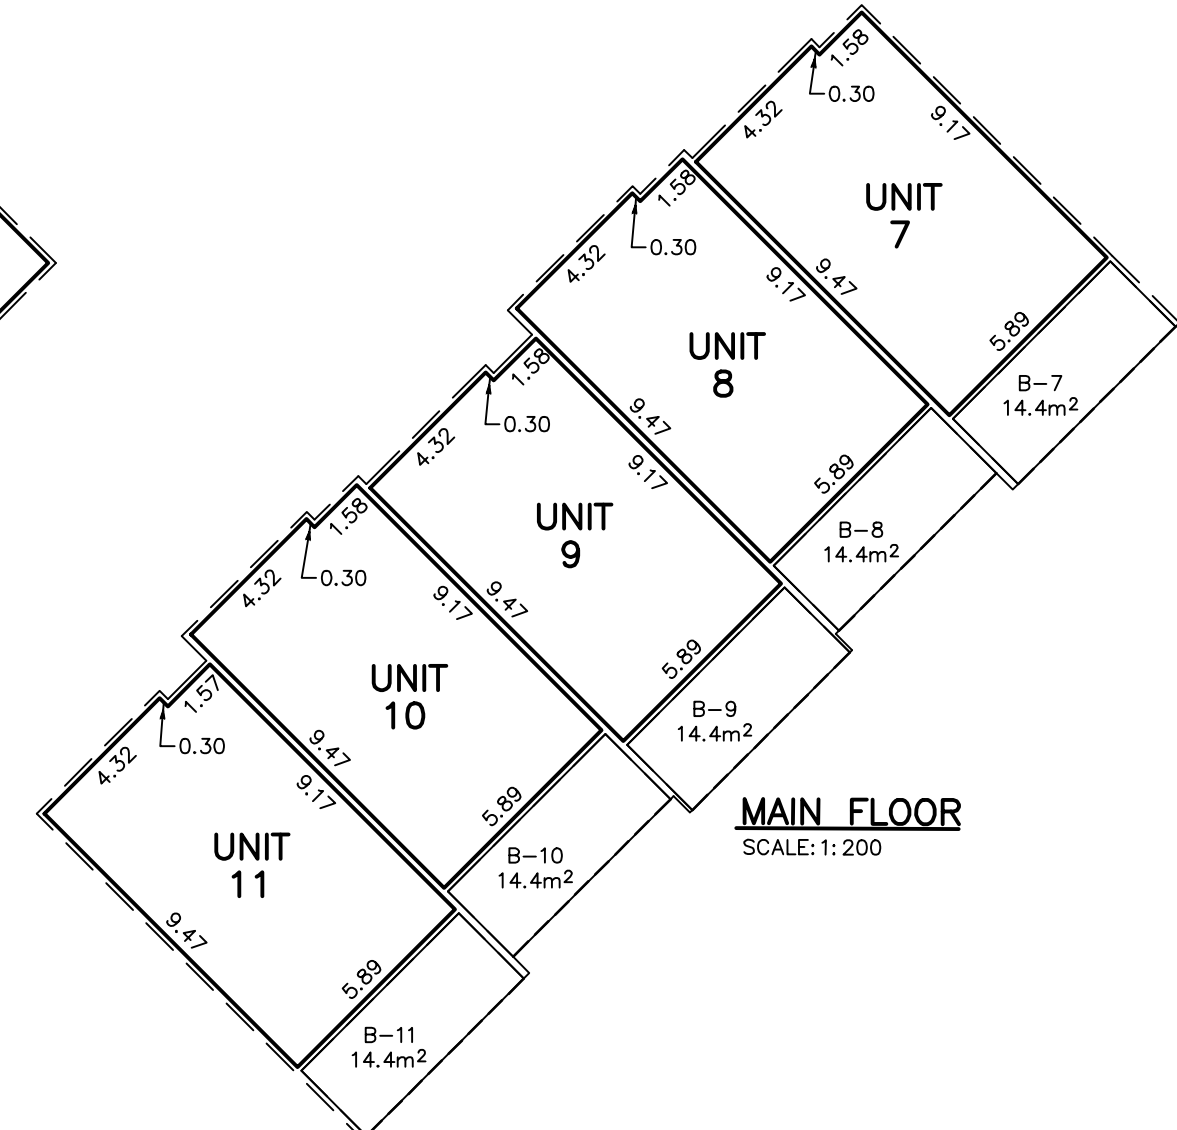 1.58
0.30
4.32
9.17
UNIT
7
9.47
5.89
B-7
14.4m²
1.58
0.30
4.32
9.17
UNIT
8
9.47
5.89
B-8
14.4m²
1.58
0.30
4.32
9.17
UNIT
9
9.47
5.89
B-9
14.4m²
1.58
0.30
4.32
9.17
UNIT
10
9.47
5.89
B-10
14.4m²
1.57
0.30
4.32
9.17
UNIT
11
9.47
5.89
B-11
14.4m²
MAIN FLOOR
SCALE: 1: 200